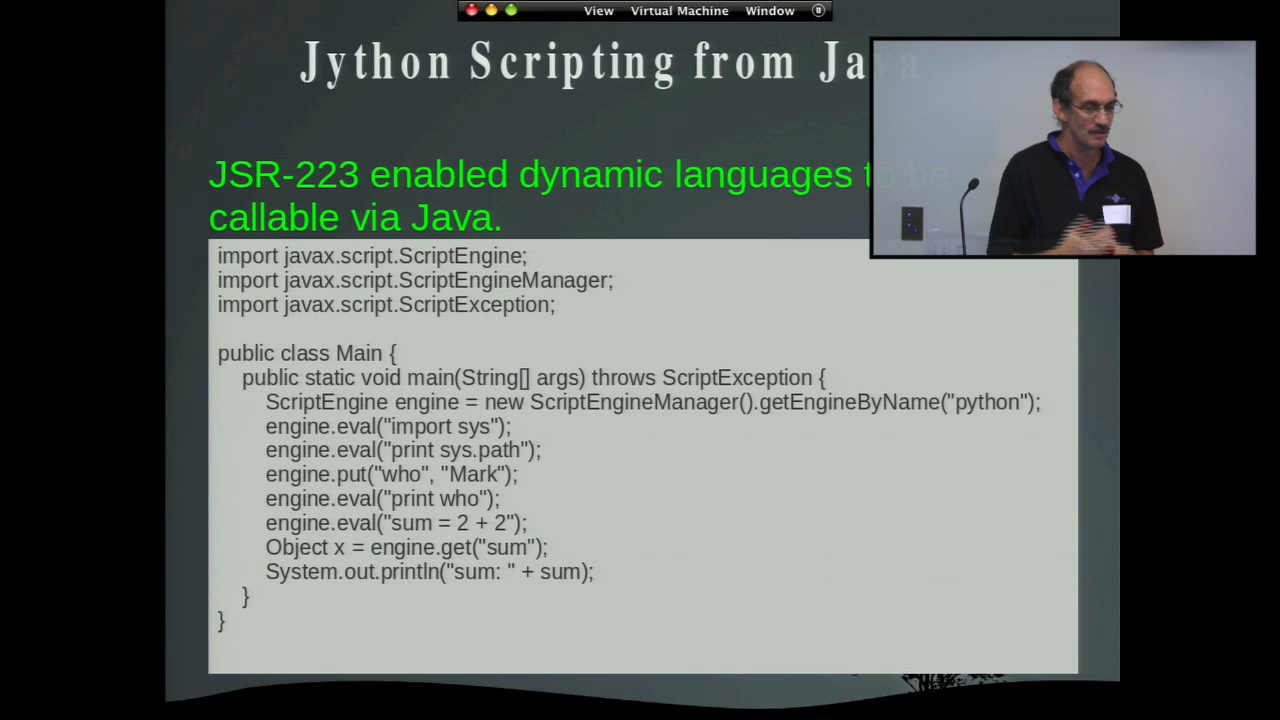 View Virtual Machine Window
Jython Scripting from Java
JSR-223 enabled dynamic languages to be
callable via Java.
import javax.script.ScriptEngine;
import javax.script.ScriptEngineManager;
import javax.script.ScriptException;
public class Main {
public static void main(String[] args) throws ScriptException {
ScriptEngine engine = new ScriptEngineManager().getEngineByName("python");
engine.eval("import sys");
engine.eval("print sys.path");
engine.put("who", "Mark");
engine.eval("print who");
engine.eval("sum = 2 + 2");
Object x = engine.get("sum");
System.out.println("sum: " + sum);
}
}